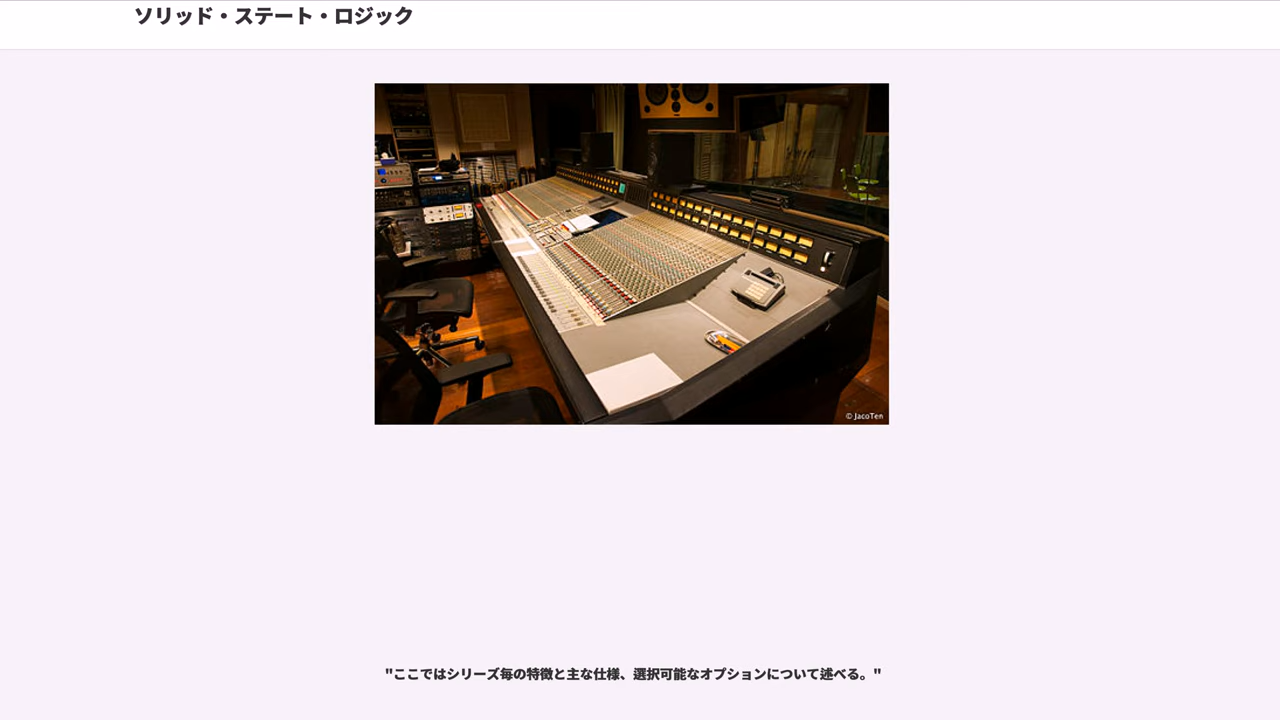 ソリッド・ステート・ロジック
© JacoTen
"ここではシリーズ毎の特徴と主な仕様、選択可能なオプションについて述べる。"